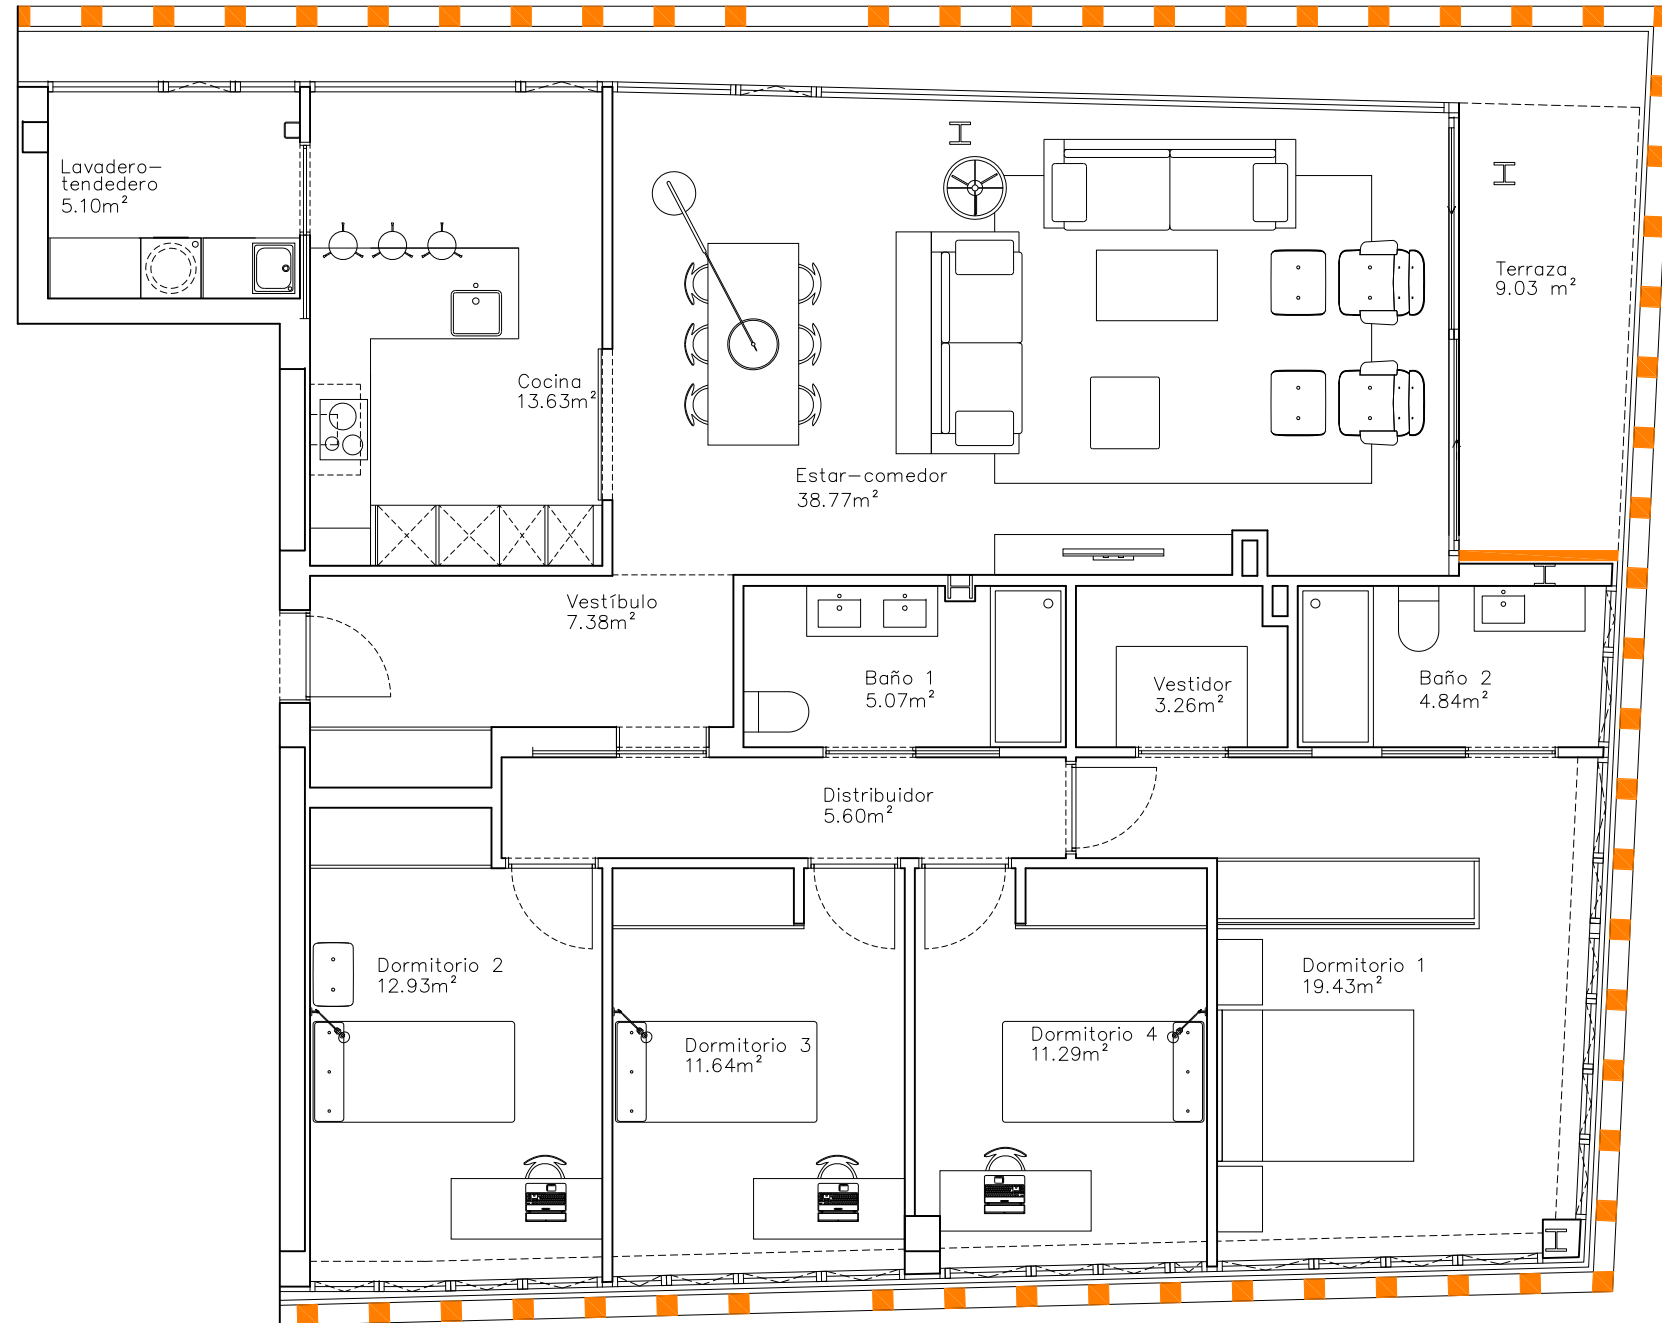 Lavadero-
tendedero
5.10m²
Cocina
13.63m²
Estar-comedor
38.77m²
Terraza
9.03 m²
Vestíbulo
7.38m²
Baño 1
5.07m²
Vestidor
3.26m²
Baño 2
4.84m²
Distribuidor
5.60m²
Dormitorio 2
12.93m²
Dormitorio 3
11.64m²
Dormitorio 4
11.29m²
Dormitorio 1
19.43m²